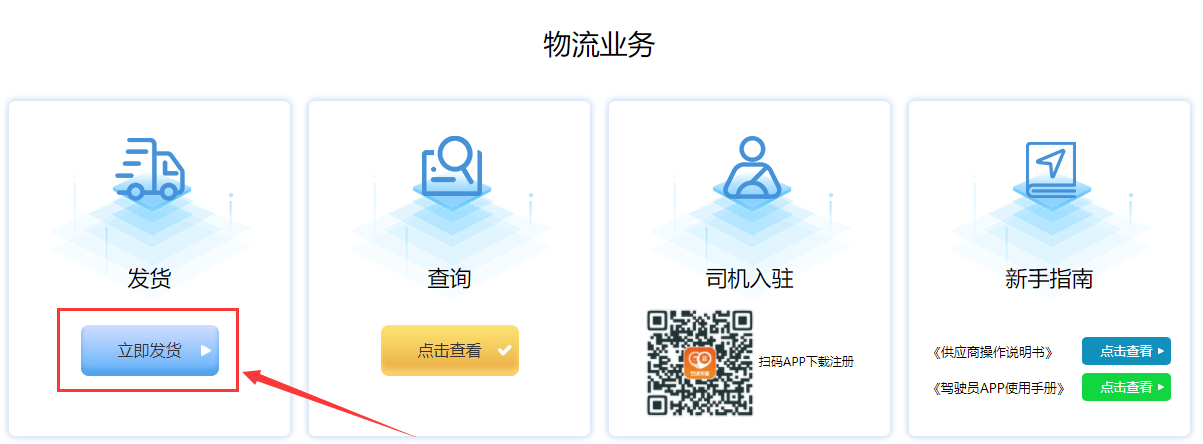 物流业务
发货
立即发货
查询
点击查看
司机入驻
扫码APP下载注册
新手指南
《供应商操作说明书》
点击查看
《驾驶员APP使用手册》
点击查看